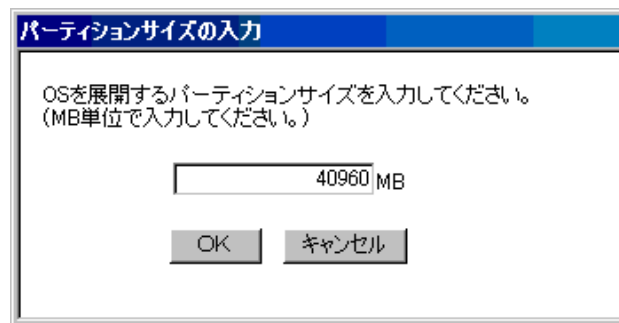 パーティションサイズの入力
OSを展開するパーティションサイズを入力してください。
(MB単位で入力してください。)
40960 MB
OK キャンセル